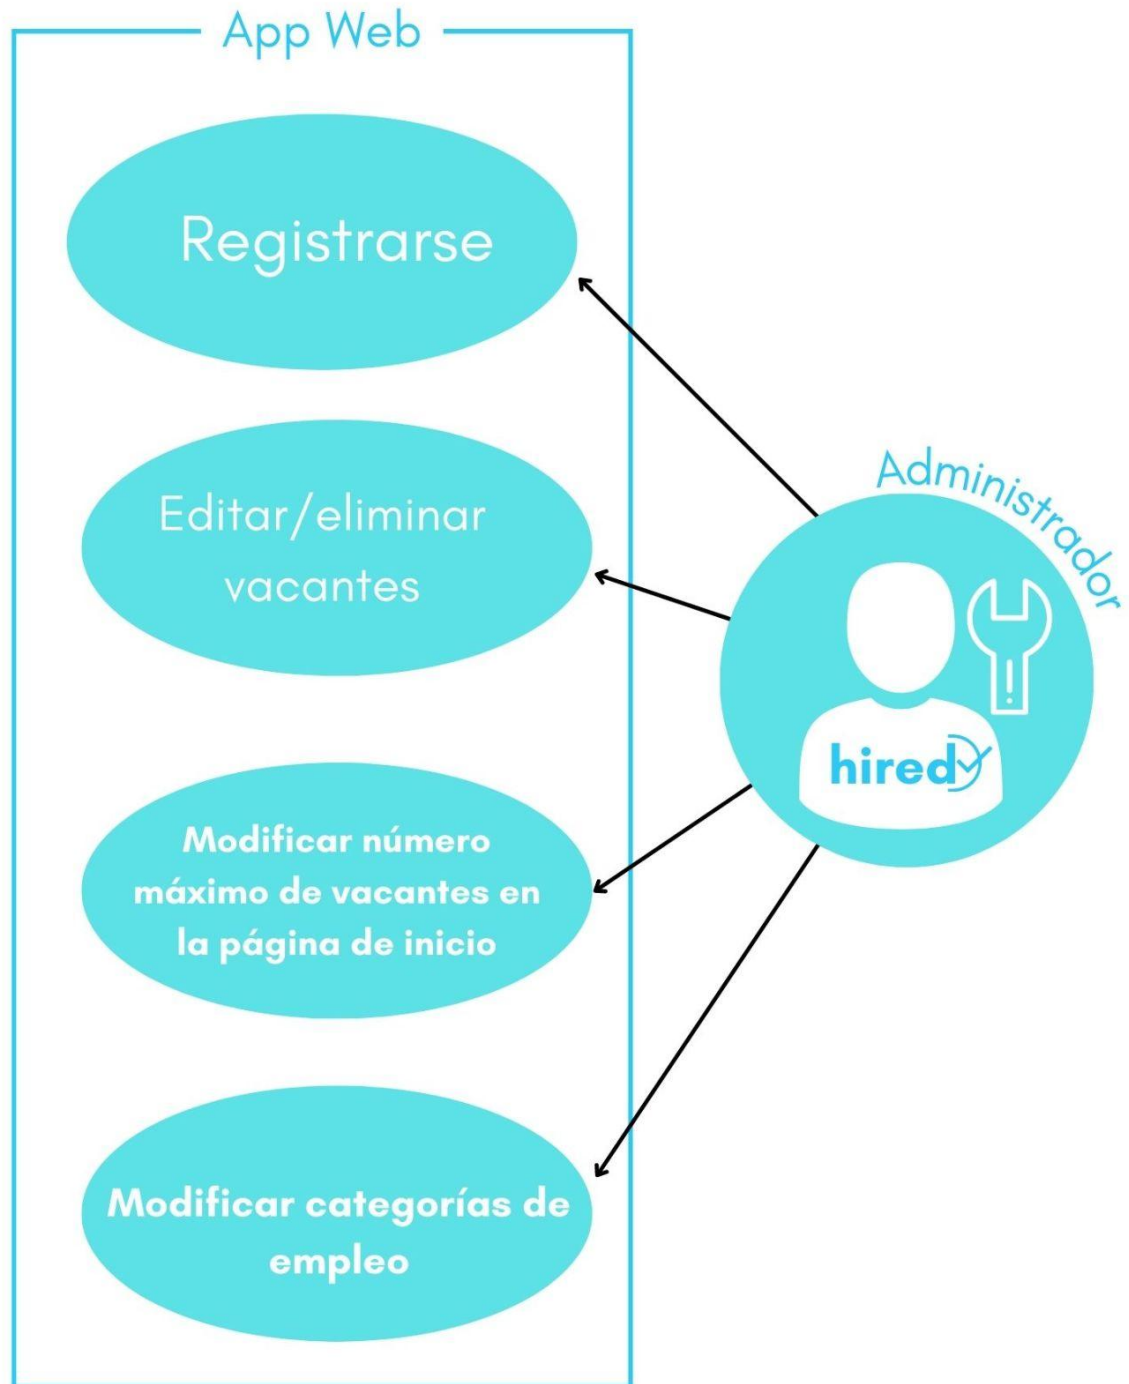 App Web
Registrarse
Editar/eliminar
vacantes
Administrador
hired
Modificar número
máximo de vacantes en
la página de inicio
Modificar categorías de
empleo